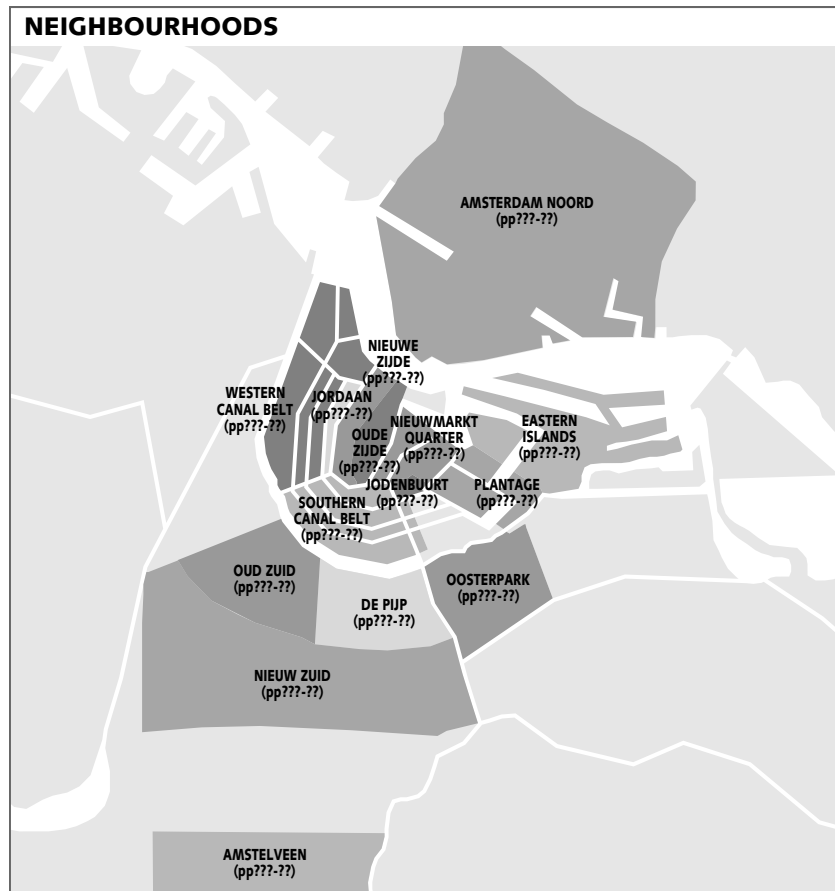 NEIGHBOURHOODS
AMSTERDAM NOORD
(pp???-??)
NIEUWE
ZIJDE
(pp???-??)
WESTERN
CANAL BELT
(pp???-??)
JORDAAN
(pp???-??)
OUDE
ZIJDE
(pp???-??)
NIEUWMARKT
QUARTER
(pp???-??)
EASTERN
ISLANDS
(pp???-??)
JODENBUURT
(pp???-??)
PLANTAGE
(pp???-??)
SOUTHERN
CANAL BELT
(pp???-??)
OUD ZUID
(pp???-??)
DE PIJP
(pp???-??)
OOSTERPARK
(pp???-??)
NIEUW ZUID
(pp???-??)
AMSTELVEEN
(pp???-??)